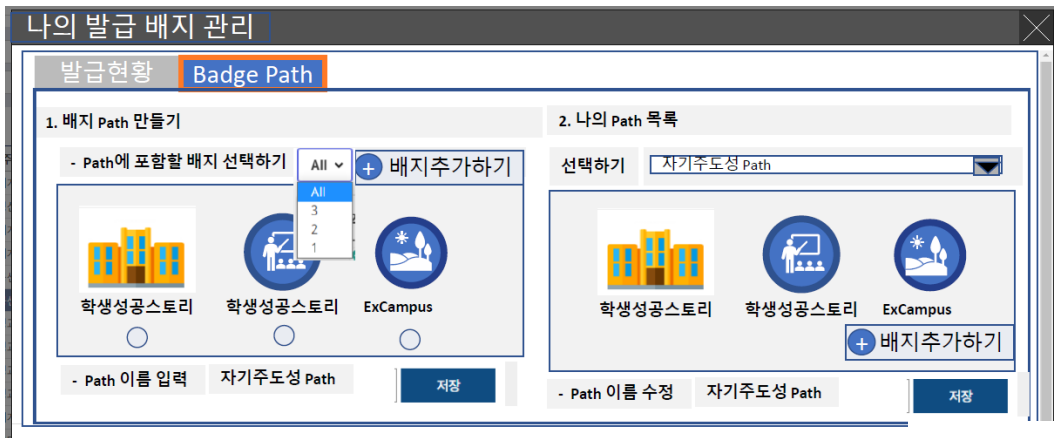 나의 발급 배지 관리
발급현황
Badge Path
1. 배지 Path 만들기
- Path에 포함할 배지 선택하기
All
배지추가하기
All
3
2
1
학생성공스토리
학생성공스토리
ExCampus
- Path 이름 입력
자기주도성 Path
저장
2. 나의 Path 목록
선택하기
자기주도성 Path
학생성공스토리
학생성공스토리
ExCampus
배지추가하기
- Path 이름 수정
자기주도성 Path
저장